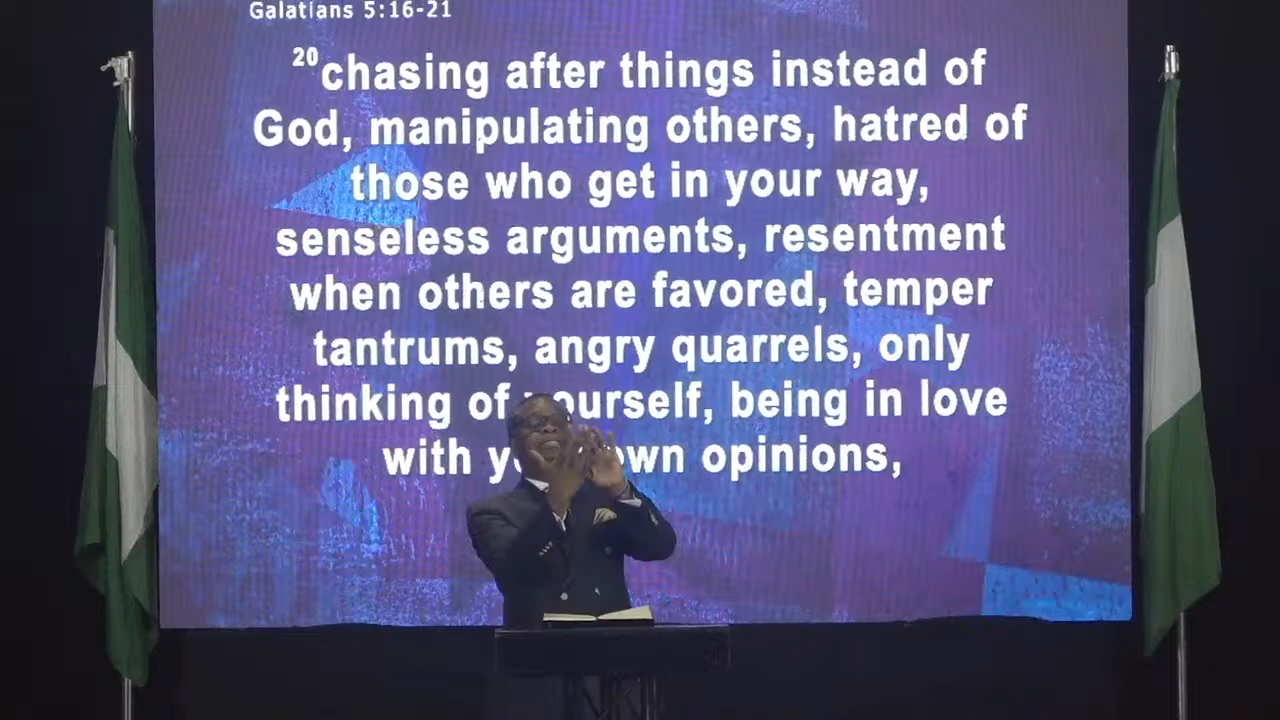 Galatians 5:16-21
20chasing after things instead of
God, manipulating others, hatred of
those who get in your way,
senseless arguments, resentment
when others are favored, temper
tantrums, angry quarrels, only
thinking of yourself, being in love
with your own opinions,